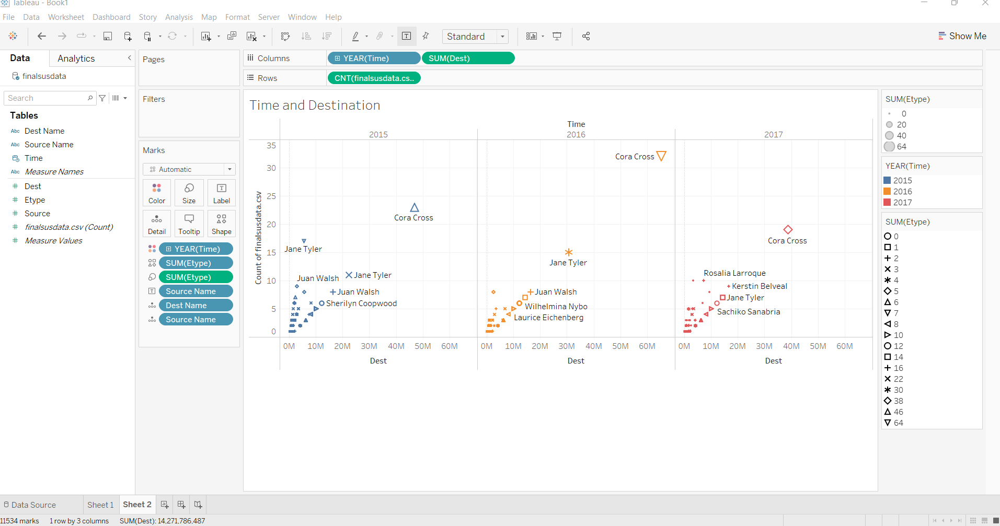 Tableau - Book1
File Data Worksheet Dashboard Story Analysis Map Format Server Window Help
Standard
Show Me
Data Analytics
finalsusdata
Search
Tables
Abc Dest Name
Abc Source Name
Time
Abc Measure Names
# Dest
# Etype
# Source
# finalsusdata.csv (Count)
# Measure Values
Pages
Filters
Marks
Automatic
Color Size Label
Detail Tooltip Shape
YEAR(Time)
SUM(Etype)
SUM(Etype)
Source Name
Dest Name
Source Name
Columns YEAR(Time) SUM(Dest)
Rows CNT(finalsusdata.cs..
Time and Destination
Time
2015 2016 2017
Count of finalsusdata.csv
35
30
25
20
15
10
5
0
Cora Cross
Jane Tyler
Jane Tyler
Juan Walsh
Juan Walsh
Sherilyn Coopwood
Cora Cross
Jane Tyler
Juan Walsh
Wilhelmina Nybo
Laurice Eichenberg
Cora Cross
Rosalia Larroque
Kerstin Belveal
Jane Tyler
Sachiko Sanabria
0M 10M 20M 30M 40M 50M 60M 0M 10M 20M 30M 40M 50M 60M 0M 10M 20M 30M 40M 50M 60M
Dest Dest Dest
SUM(Etype)
0
20
40
64
YEAR(Time)
2015
2016
2017
SUM(Etype)
0
1
2
3
4
5
6
7
8
10
12
14
16
22
30
38
46
64
Data Source Sheet 1 Sheet 2
11534 marks 1 row by 3 columns SUM(Dest): 14,271,786,487